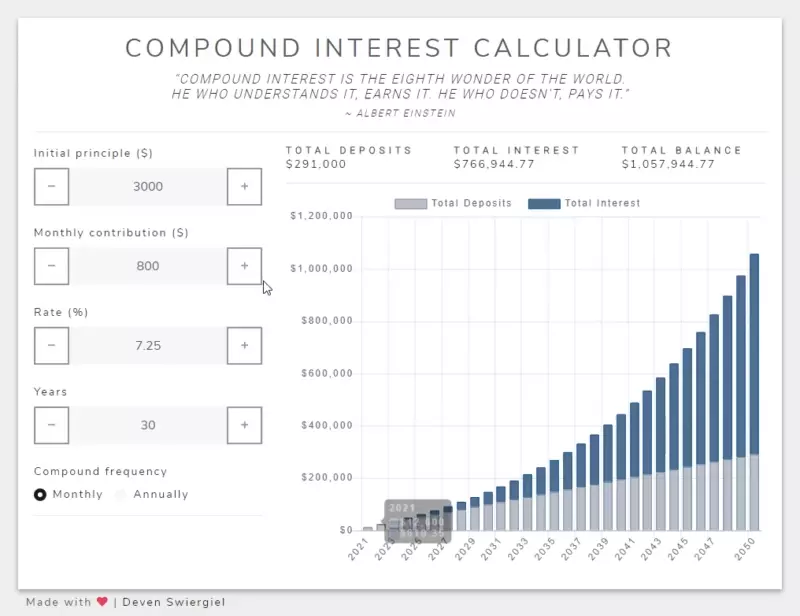 COMPOUND INTEREST CALCULATOR
"COMPOUND INTEREST IS THE EIGHTH WONDER OF THE WORLD.
HE WHO UNDERSTANDS IT, EARNS IT. HE WHO DOESN'T, PAYS IT."
~ ALBERT EINSTEIN
Initial principle ($)
− 3000 +
Monthly contribution ($)
− 800 +
Rate (%)
− 7.25 +
Years
− 30 +
Compound frequency
Monthly Annually
TOTAL DEPOSITS TOTAL INTEREST TOTAL BALANCE
$291,000 $766,944.77 $1,057,944.77
Total Deposits Total Interest
$1,200,000
$1,000,000
$800,000
$600,000
$400,000
$200,000
$0
2021
2021 2023 2025 2027 2029 2031 2033 2035 2037 2039 2041 2043 2045 2047 2050
Made with ❤ | Deven Swiergiel